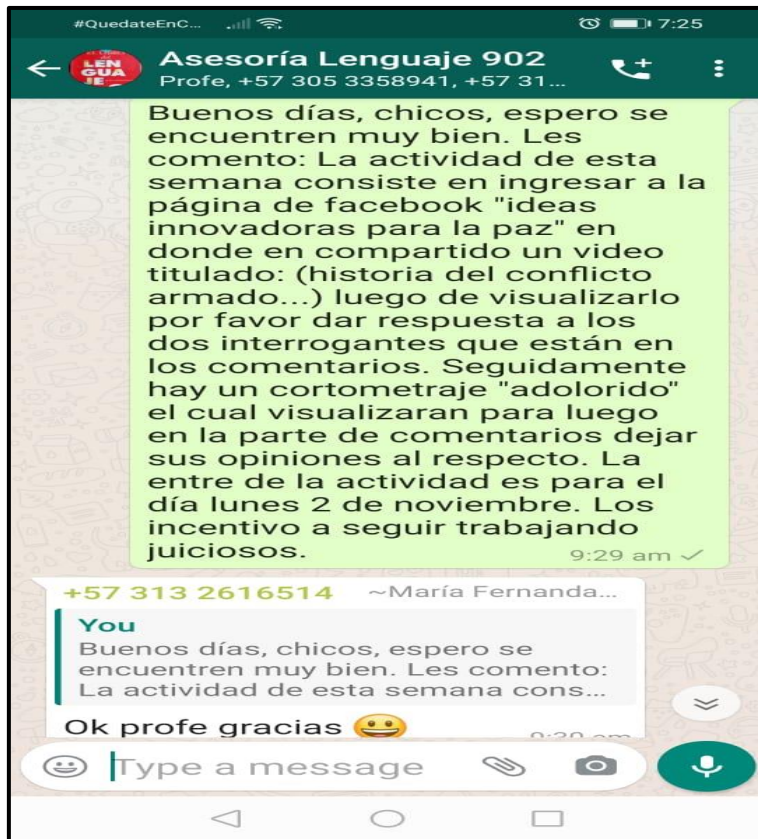 #QuedateEnC... 7:25
LEN
GUA
JE
Asesoría Lenguaje 902
Profe, +57 305 3358941, +57 31...
Buenos días, chicos, espero se
encuentren muy bien. Les
comento: La actividad de esta
semana consiste en ingresar a la
página de facebook "ideas
innovadoras para la paz" en
donde en compartido un video
titulado: (historia del conflicto
armado...) luego de visualizarlo
por favor dar respuesta a los
dos interrogantes que están en
los comentarios. Seguidamente
hay un cortometraje "adolorido"
el cual visualizaran para luego
en la parte de comentarios dejar
sus opiniones al respecto. La
entre de la actividad es para el
día lunes 2 de noviembre. Los
incentivo a seguir trabajando
juiciosos.
9:29 am
+57 313 2616514 ~María Fernanda...
You
Buenos días, chicos, espero se
encuentren muy bien. Les comento:
La actividad de esta semana cons...
Ok profe gracias 😀
Type a message